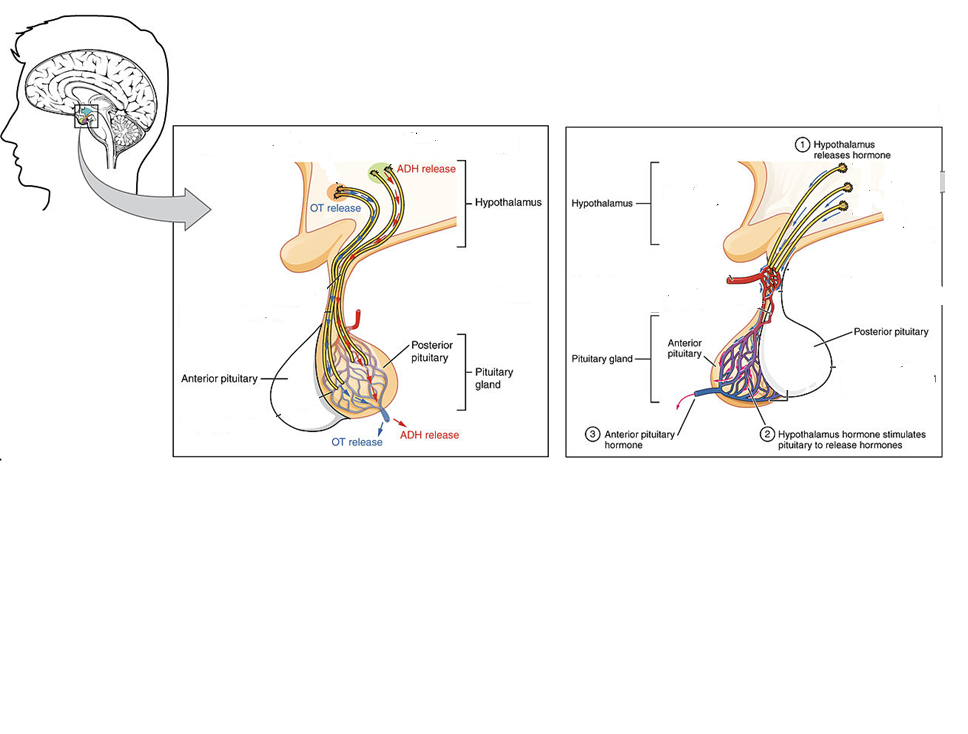 ADH release
OT release
Hypothalamus
Posterior
pituitary
Anterior pituitary
Pituitary
gland
OT release
ADH release
1 Hypothalamus
releases hormone
Hypothalamus
Posterior pituitary
Anterior
pituitary
Pituitary gland
3 Anterior pituitary
hormone
2 Hypothalamus hormone stimulates
pituitary to release hormones